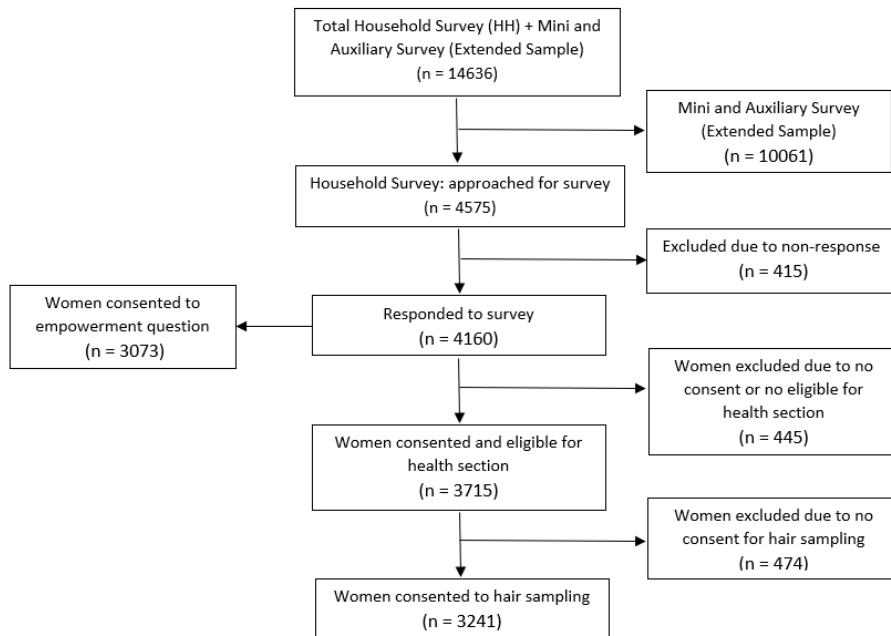 Total Household Survey (HH) + Mini and
Auxiliary Survey (Extended Sample)
(n = 14636)
Mini and Auxiliary Survey
(Extended Sample)
(n = 10061)
Household Survey: approached for survey
(n = 4575)
Excluded due to non-response
(n = 415)
Women consented to
empowerment question
(n = 3073)
Responded to survey
(n = 4160)
Women excluded due to no
consent or no eligible for
health section
(n = 445)
Women consented and eligible for
health section
(n = 3715)
Women excluded due to no
consent for hair sampling
(n = 474)
Women consented to hair sampling
(n = 3241)